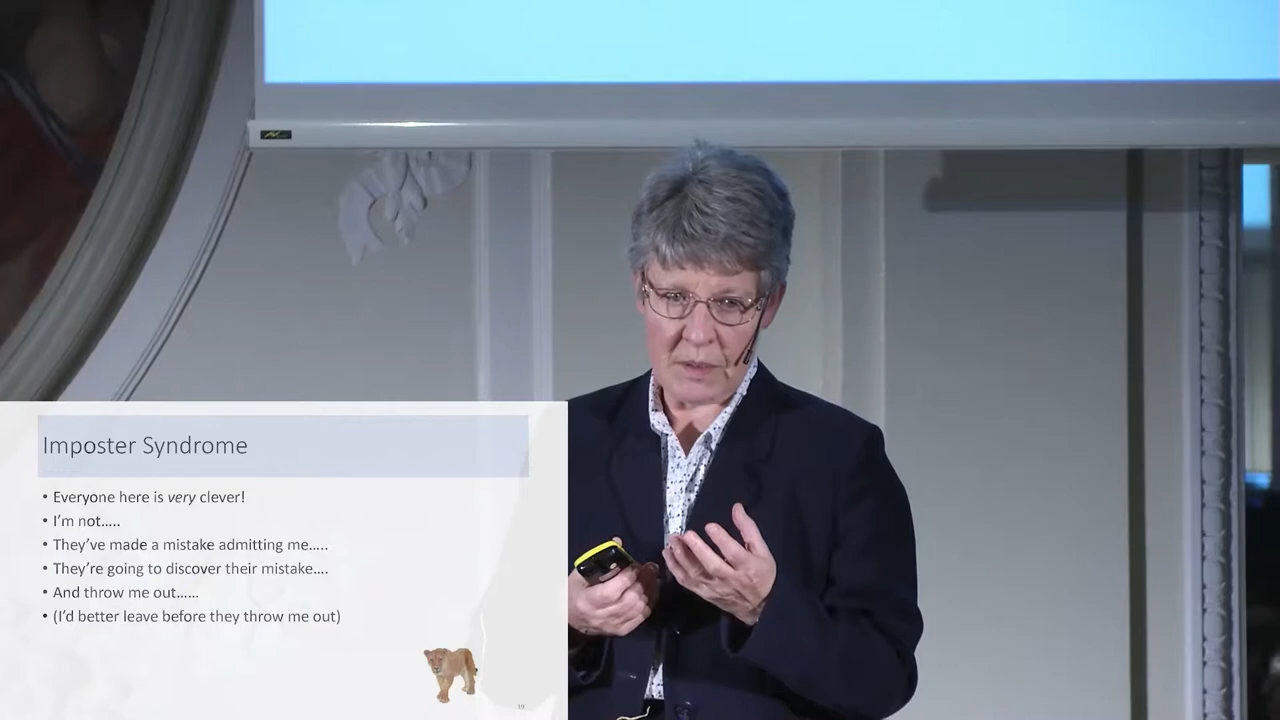 Imposter Syndrome
• Everyone here is very clever!
• I'm not.....
• They've made a mistake admitting me.....
• They're going to discover their mistake....
• And throw me out......
• (I'd better leave before they throw me out)
19